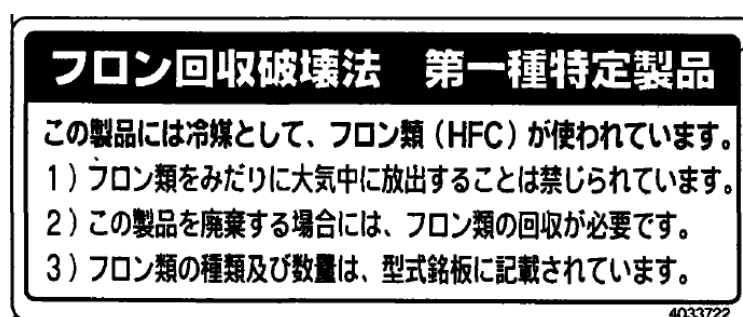 フロン回収破壊法　第一種特定製品
この製品には冷媒として、フロン類（HFC）が使われています。
1）フロン類をみだりに大気中に放出することは禁じられています。
2）この製品を廃棄する場合には、フロン類の回収が必要です。
3）フロン類の種類及び数量は、型式銘板に記載されています。
4033722